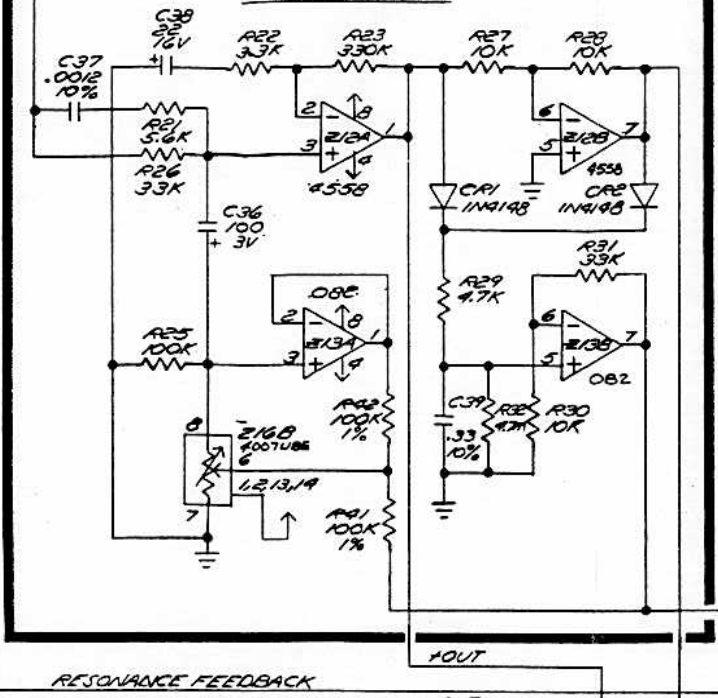 C38
22
16V
+
R22
3.3K
R23
330K
R27
10K
R28
10K
C37
.0012
10%
R21
5.6K
R26
33K
2
-
8
Z12A
1
3
+
4
4558
6
-
Z12B
7
5
+
4558
CR1
1N4148
CR2
1N4148
C36
100
3V
+
R31
33K
R29
4.7K
.082
2
-
8
Z13A
1
3
+
4
6
-
Z13B
7
5
+
082
R25
100K
R42
100K
1%
C39
.33
10%
R32
R30
10K
8
Z16B
4007UBE
6
1,2,13,14
7
R41
100K
1%
+OUT
RESONANCE FEEDBACK